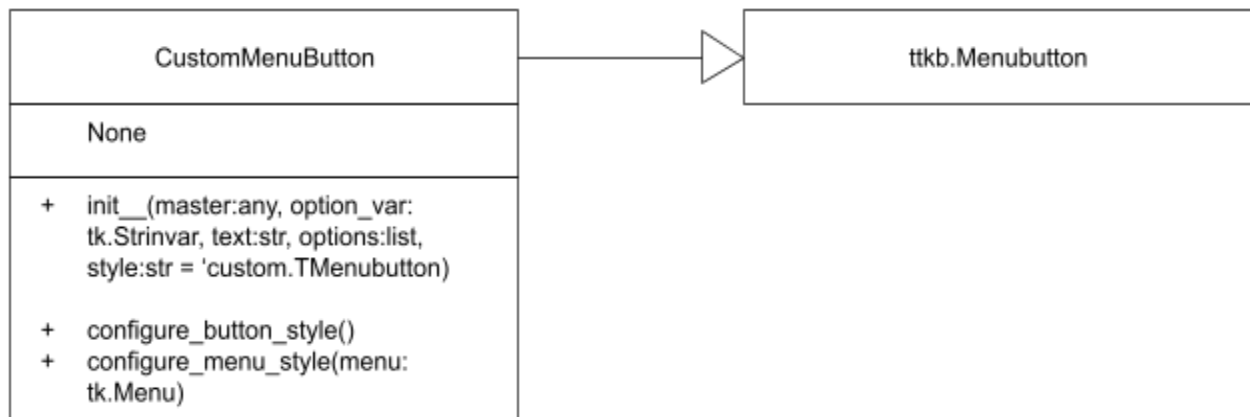 CustomMenuButton
ttkb.Menubutton
None
+ init__(master:any, option_var:
tk.Strinvar, text:str, options:list,
style:str = ‘custom.TMenubutton)
+ configure_button_style()
+ configure_menu_style(menu:
tk.Menu)